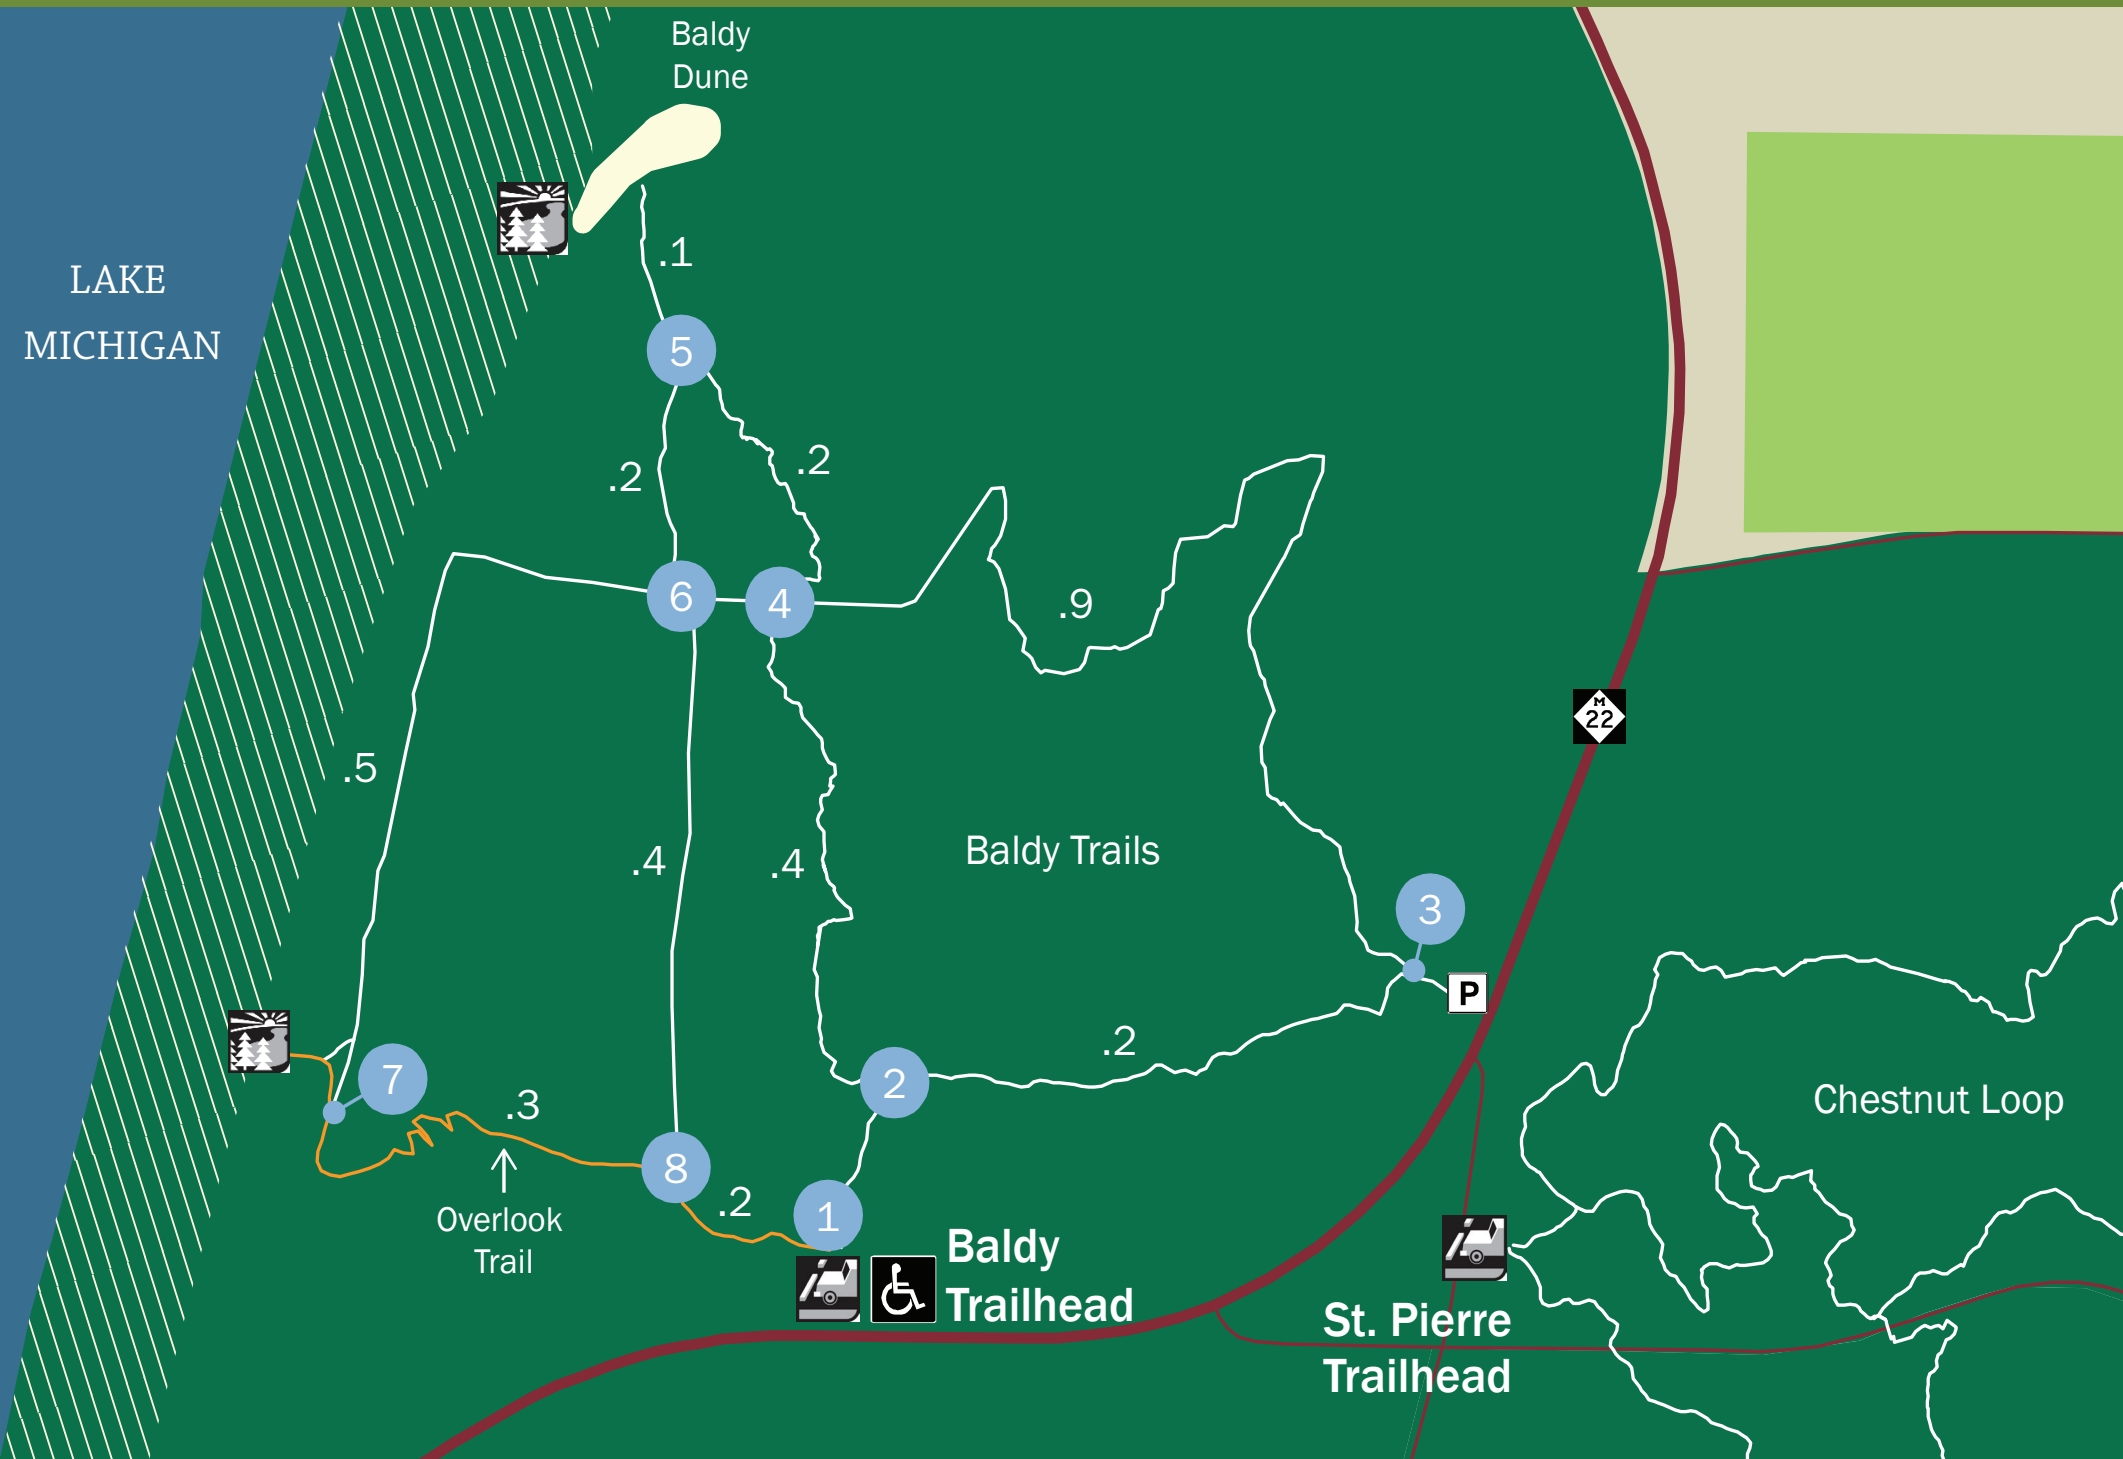 Baldy
Dune
LAKE
MICHIGAN
.1
5
.2
.2
6
4
.9
M
22
.5
.4
.4
Baldy Trails
3
P
7
.3
.2
2
Chestnut Loop
8
.2
1
Overlook
Trail
Baldy
Trailhead
St. Pierre
Trailhead